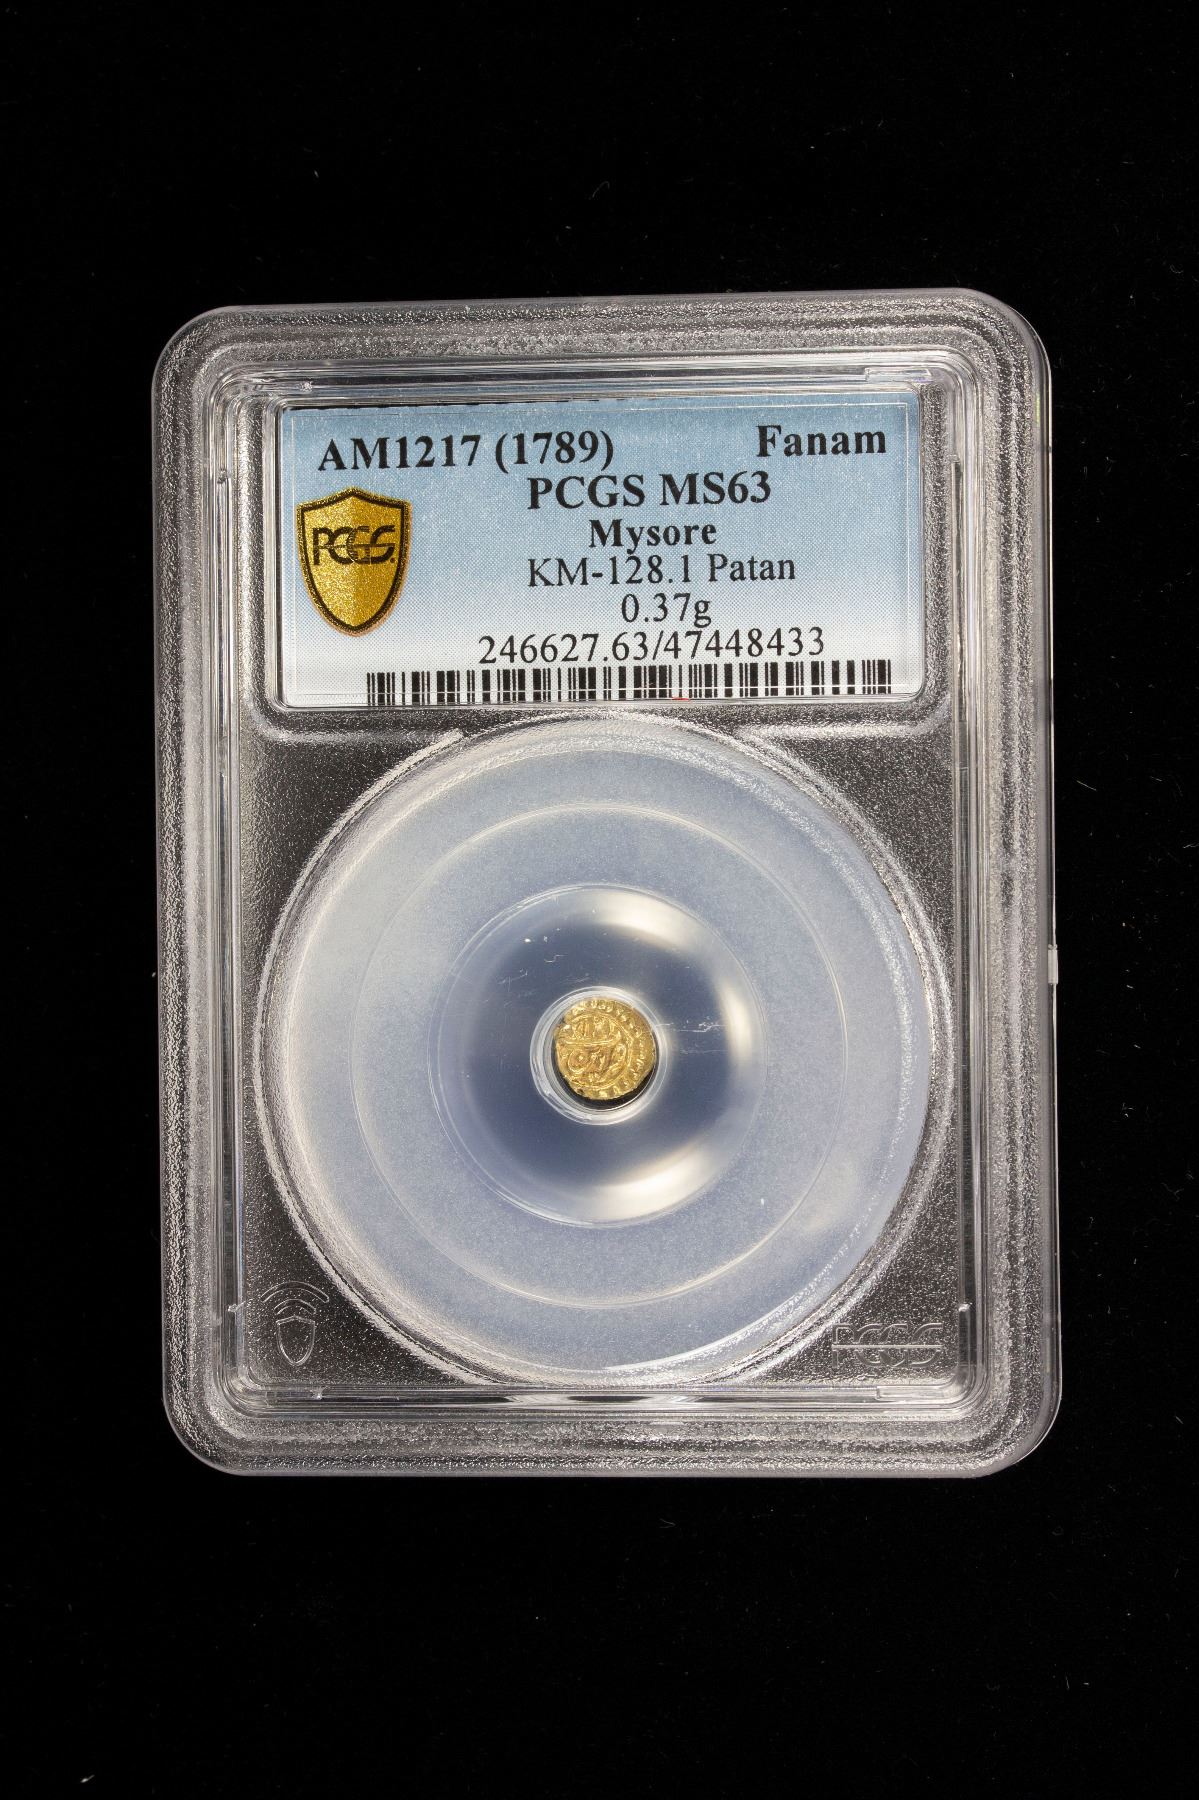 AM1217 (1789) Fanam
PCGS MS63
Mysore
PCGS
KM-128.1 Patan
0.37g
246627.63/47448433
PCGS